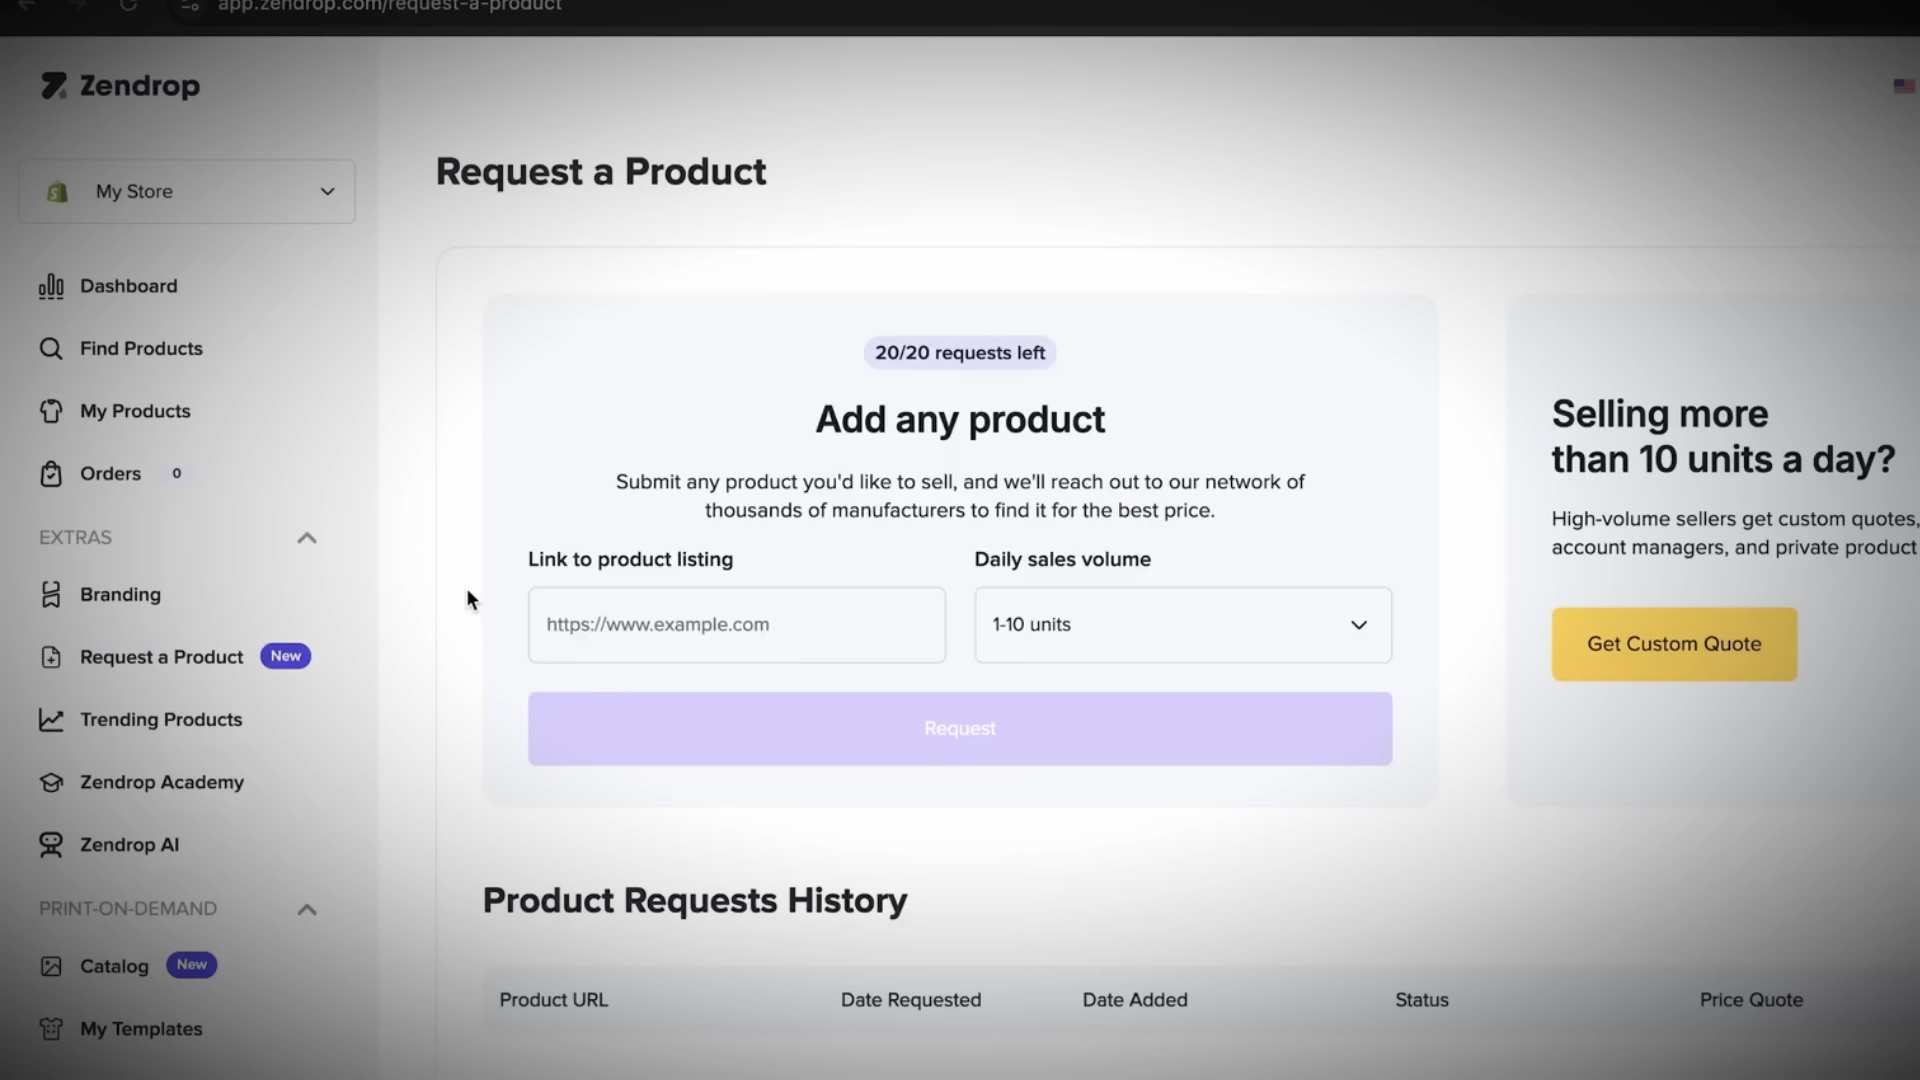 app.zendrop.com/request-a-product
Zendrop
My Store
Dashboard
Find Products
My Products
Orders 0
EXTRAS
Branding
Request a Product New
Trending Products
Zendrop Academy
Zendrop AI
PRINT-ON-DEMAND
Catalog New
My Templates
Request a Product
20/20 requests left
Add any product
Submit any product you'd like to sell, and we'll reach out to our network of
thousands of manufacturers to find it for the best price.
Link to product listing
https://www.example.com
Daily sales volume
1-10 units
Request
Selling more
than 10 units a day?
High-volume sellers get custom quotes,
account managers, and private product
Get Custom Quote
Product Requests History
Product URL Date Requested Date Added Status Price Quote